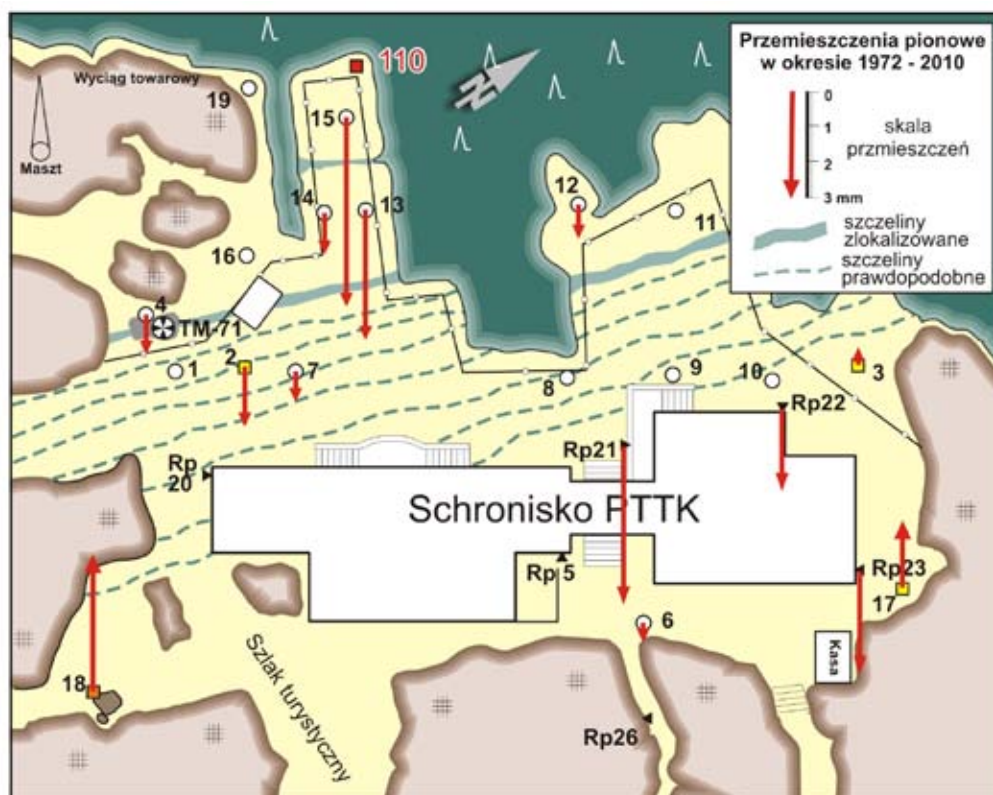 Przemieszczenia pionowe
w okresie 1972 - 2010
0
1
2
3 mm
skala
przmieszczeń
szczeliny
zlokalizowane
szczeliny
prawdopodobne
110
N
Wyciąg towarowy
19
Maszt
15
14
13
12
11
16
4
TM-71
1
2
7
8
9
10
3
Rp22
Rp21
Rp
20
Schronisko PTTK
Rp 5
Rp23
17
6
Kasa
18
Szlak turystyczny
Rp26